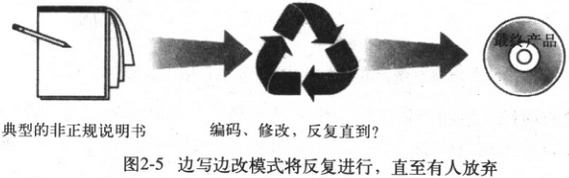 最终产品
典型的非正规说明书
编码、修改，反复直到?
图2-5 边写边改模式将反复进行，直至有人放弃